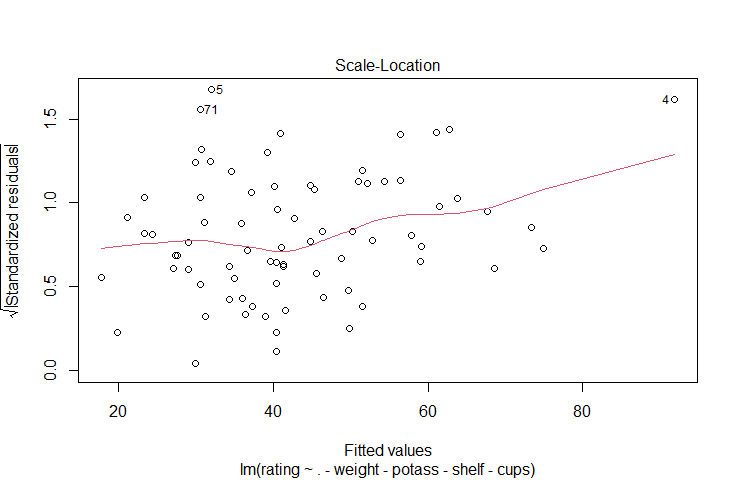 Scale-Location
√|Standardized residuals|
1.5
1.0
0.5
0.0
5
71
4
20 40 60 80
Fitted values
lm(rating ~ . - weight - potass - shelf - cups)